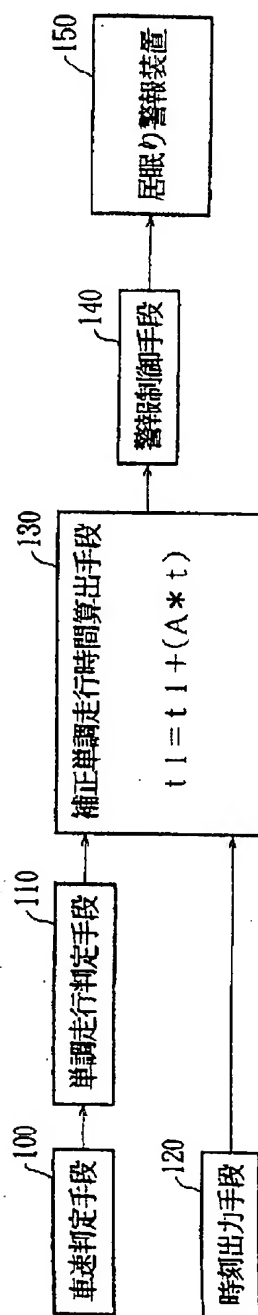 100
車速判定手段
110
単調走行判定手段
120
時刻出力手段
130
補正単調走行時間算出手段
t1=t1+(A*t)
140
警報制御手段
150
居眠り警報装置